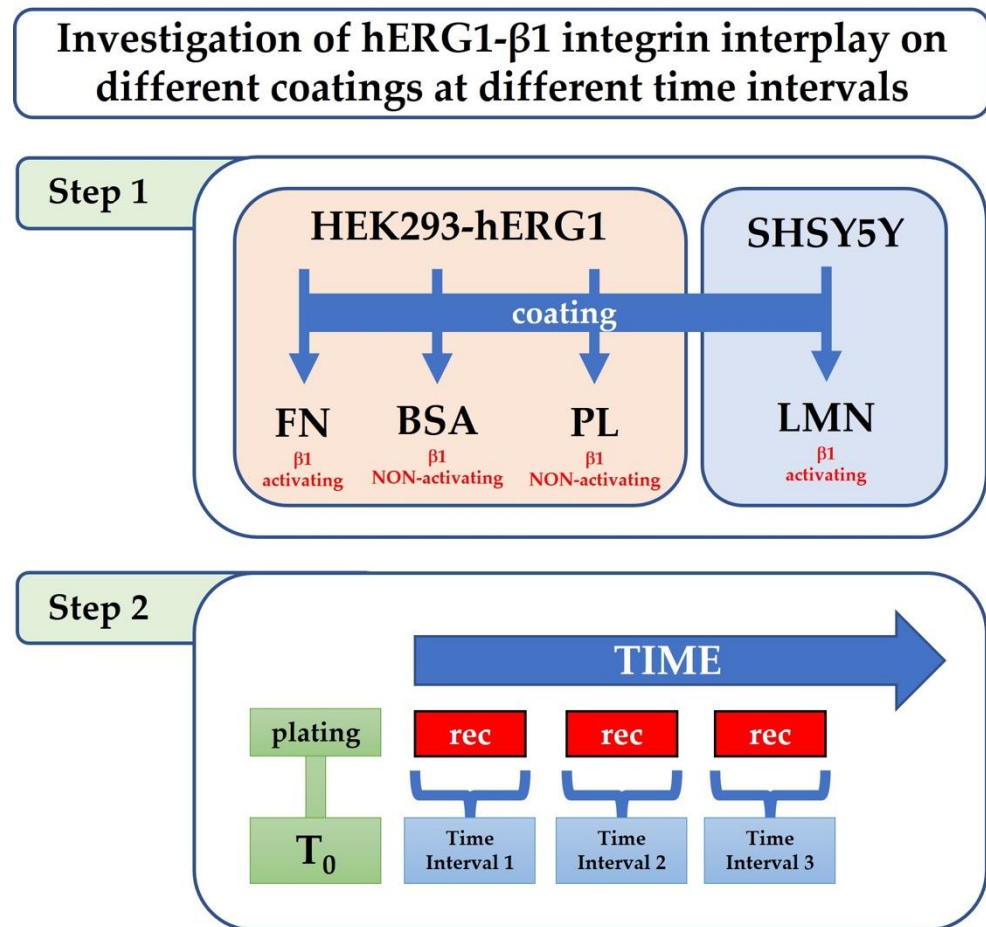 Investigation of hERG1-β1 integrin interplay on
different coatings at different time intervals
Step 1
HEK293-hERG1
SHSY5Y
coating
FN
β1
activating
BSA
β1
NON-activating
PL
β1
NON-activating
LMN
β1
activating
Step 2
TIME
plating
rec
rec
rec
T₀
Time
Interval 1
Time
Interval 2
Time
Interval 3